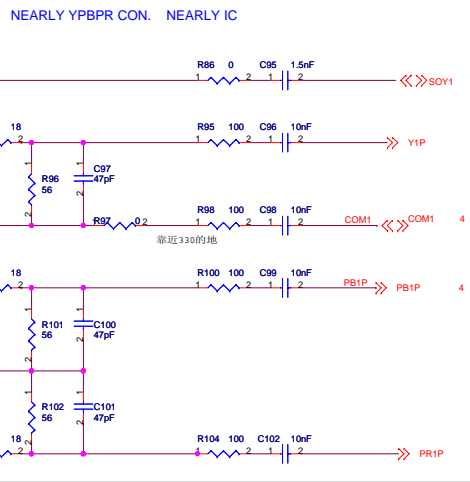 NEARLY YPBPR CON. NEARLY IC
R86 0 C95 1.5nF
1 2 1 2 SOY1
18 R95 100 C96 10nF
2 1 2 1 2 Y1P
1 1
R96 C97
56 47pF
2 2
R97 0 2 R98 100 C98 10nF
1 2 1 2 COM1 COM1 4
靠近330的地
18 R100 100 C99 10nF
2 1 2 1 2 PB1P PB1P 4
1 1
R101 C100
56 47pF
2 2
1 1
R102 C101
56 47pF
2 2
18 R104 100 C102 10nF
2 1 2 1 2 PR1P